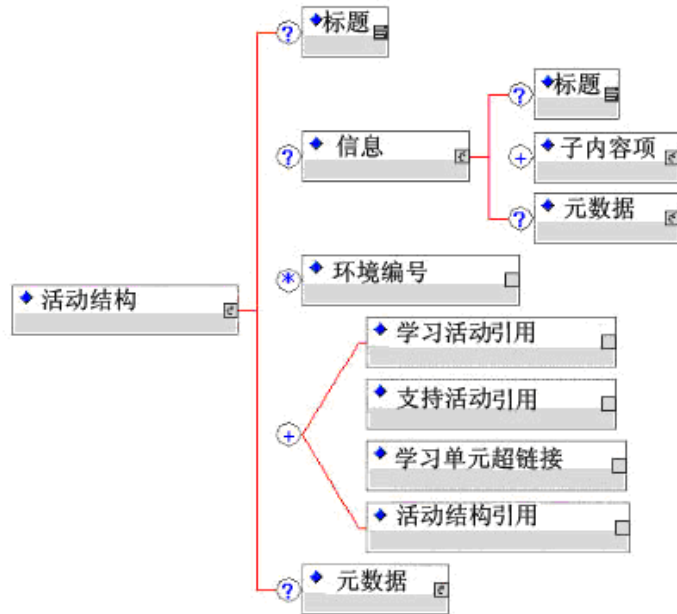 标题
标题
信息
子内容项
元数据
环境编号
活动结构
学习活动引用
支持活动引用
学习单元超链接
活动结构引用
元数据